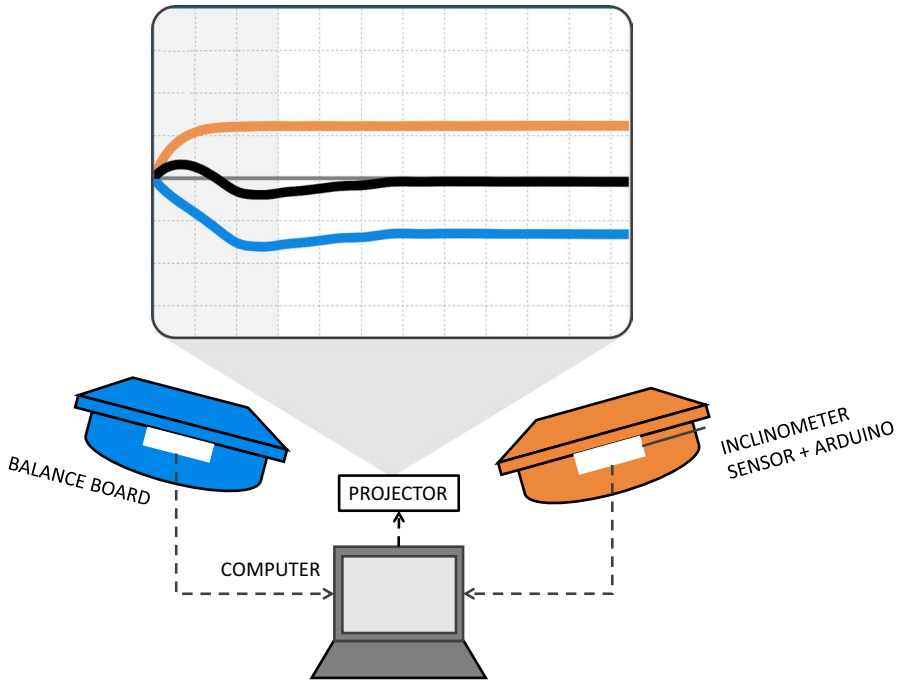 INCLINOMETER
SENSOR + ARDUINO
BALANCE BOARD
PROJECTOR
COMPUTER